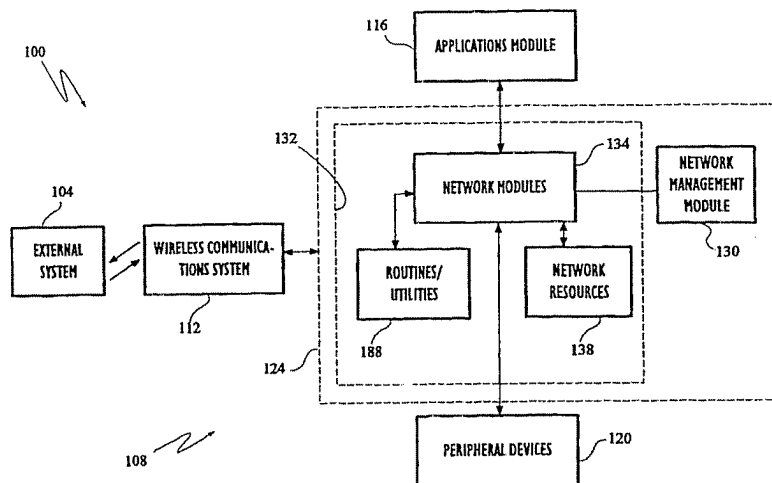 116
APPLICATIONS MODULE
100
132
134
NETWORK MODULES
NETWORK
MANAGEMENT
MODULE
130
104
EXTERNAL
SYSTEM
WIRELESS COMMUNICA-
TIONS SYSTEM
112
ROUTINES/
UTILITIES
188
NETWORK
RESOURCES
138
124
108
PERIPHERAL DEVICES
120